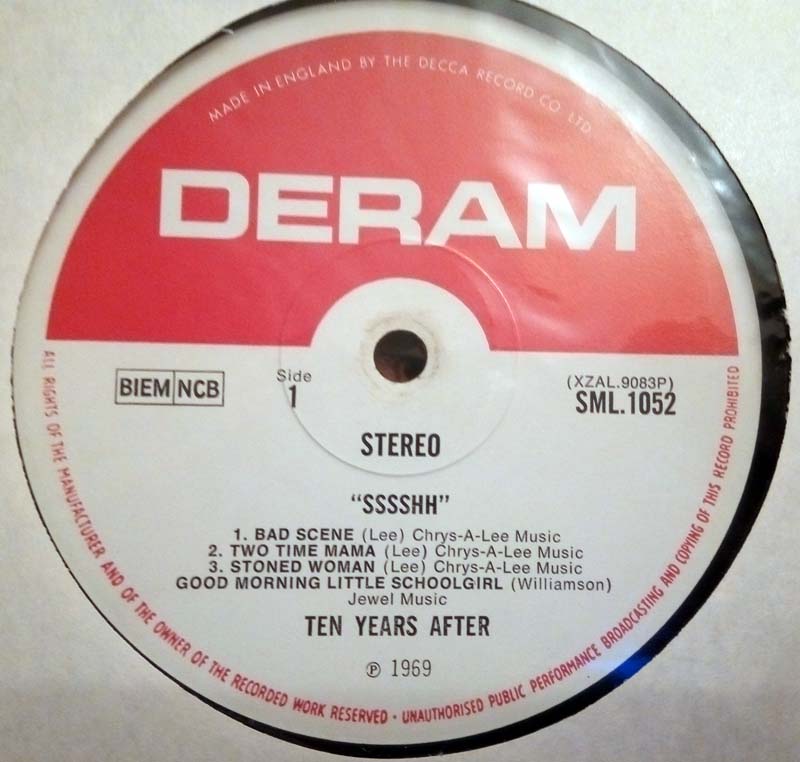 MADE IN ENGLAND BY THE DECCA RECORD CO LTD
DERAM
BIEM NCB
Side
1
(XZAL.9083P)
SML.1052
STEREO
“SSSSHH”
1. BAD SCENE (Lee) Chrys-A-Lee Music
2. TWO TIME MAMA (Lee) Chrys-A-Lee Music
3. STONED WOMAN (Lee) Chrys-A-Lee Music
GOOD MORNING LITTLE SCHOOLGIRL (Williamson)
Jewel Music
TEN YEARS AFTER
℗ 1969
ALL RIGHTS OF THE MANUFACTURER AND OF THE OWNER OF THE RECORDED WORK RESERVED · UNAUTHORISED PUBLIC PERFORMANCE BROADCASTING AND COPYING OF THIS RECORD PROHIBITED